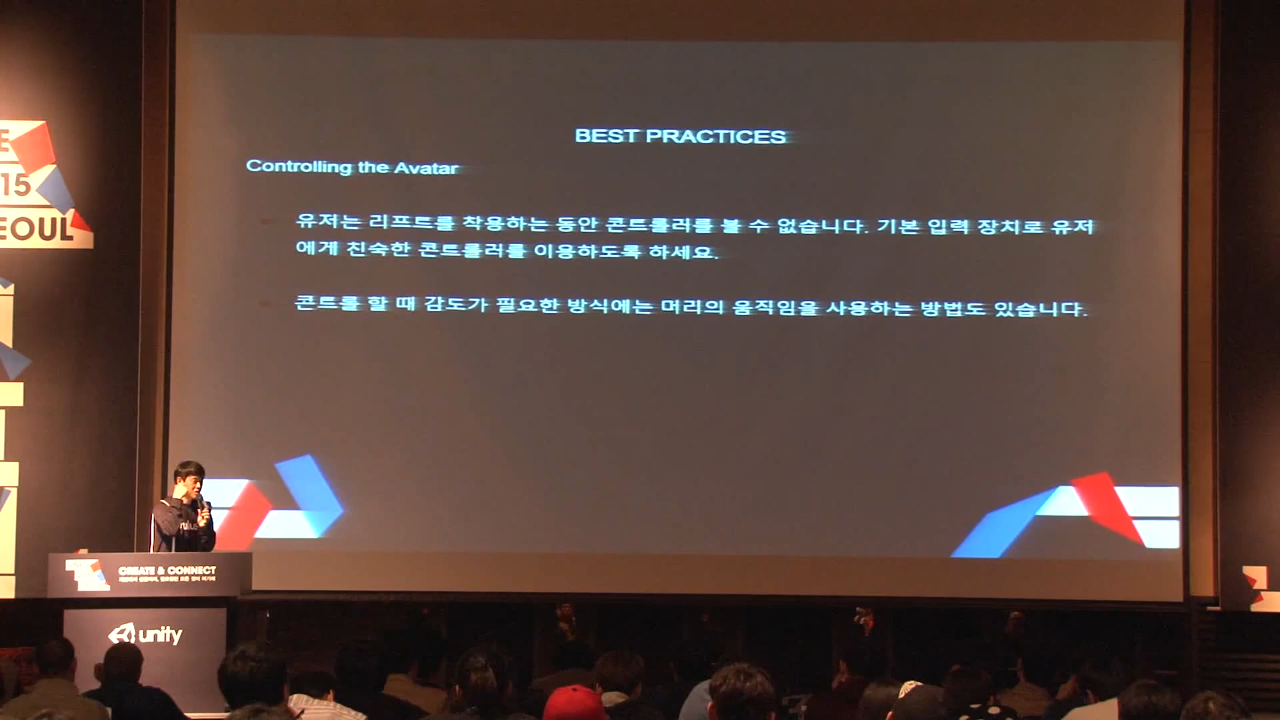 BEST PRACTICES
Controlling the Avatar
유저는 리프트를 착용하는 동안 콘트롤러를 볼 수 없습니다. 기본 입력 장치로 유저
에게 친숙한 콘트롤러를 이용하도록 하세요.
콘트롤 할 때 감도가 필요한 방식에는 머리의 움직임을 사용하는 방법도 있습니다.
E
15
EOUL
CREATE & CONNECT
unity